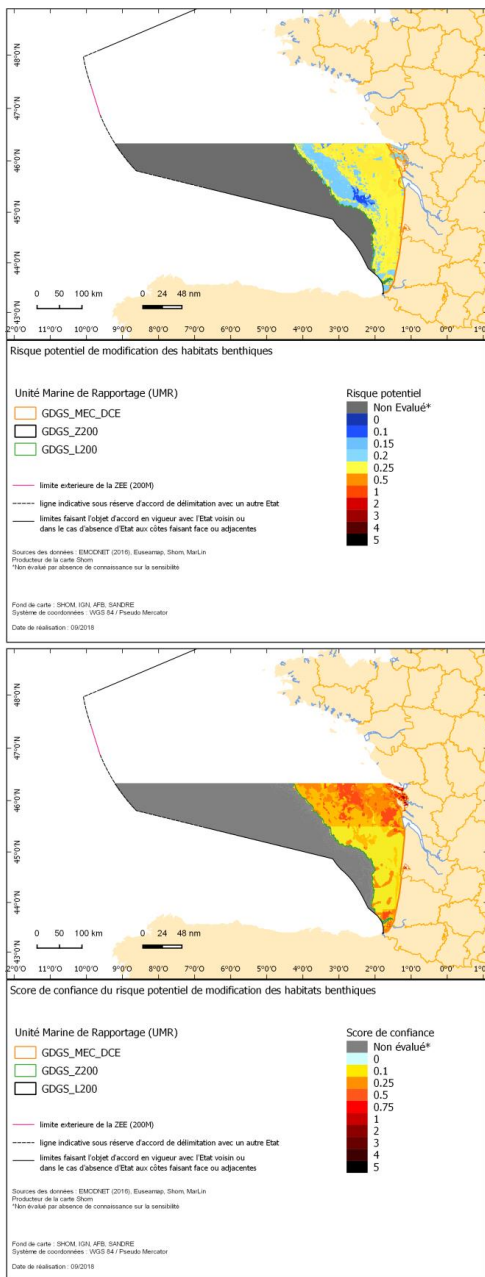 48°0'N
47°0'N
46°0'N
45°0'N
44°0'N
43°0'N
0 50 100 km
0 24 48 nm
2°0'O 11°0'O 10°0'O 9°0'O 8°0'O 7°0'O 6°0'O 5°0'O 4°0'O 3°0'O 2°0'O 1°0'O
Risque potentiel de modification des habitats benthiques
Unité Marine de Rapportage (UMR)
GDGS_MEC_DCE
GDGS_Z200
GDGS_L200
limite exterieure de la ZEE (200M)
ligne indicative sous réserve d'accord de délimitation avec un autre Etat
limites faisant l'objet d'accord en vigueur avec l'Etat voisin ou
dans le cas d'absence d'Etat aux côtes faisant face ou adjacentes
Sources des données : EMODNET (2016), Euseamap, Shom, MarLin
Producteur de la carte Shom
*Non évalué par absence de connaissance sur la sensibilité
Fond de carte : SHOM, IGN, AFB, SANDRE
Système de coordonnées : WGS 84 / Pseudo Mercator
Date de réalisation : 09/2018
Risque potentiel
Non Evalué*
0
0.1
0.15
0.2
0.25
0.5
1
2
3
4
5
48°0'N
47°0'N
46°0'N
45°0'N
44°0'N
43°0'N
0 50 100 km
0 24 48 nm
2°0'O 11°0'O 10°0'O 9°0'O 8°0'O 7°0'O 6°0'O 5°0'O 4°0'O 3°0'O 2°0'O 1°0'O
Score de confiance du risque potentiel de modification des habitats benthiques
Unité Marine de Rapportage (UMR)
GDGS_MEC_DCE
GDGS_Z200
GDGS_L200
limite exterieure de la ZEE (200M)
ligne indicative sous réserve d'accord de délimitation avec un autre Etat
limites faisant l'objet d'accord en vigueur avec l'Etat voisin ou
dans le cas d'absence d'Etat aux côtes faisant face ou adjacentes
Sources des données : EMODNET (2016), Euseamap, Shom, MarLin
Producteur de la carte Shom
*Non évalué par absence de connaissance sur la sensibilité
Fond de carte : SHOM, IGN, AFB, SANDRE
Système de coordonnées : WGS 84 / Pseudo Mercator
Date de réalisation : 09/2018
Score de confiance
Non évalué*
0
0.1
0.25
0.5
0.75
1
2
3
4
5